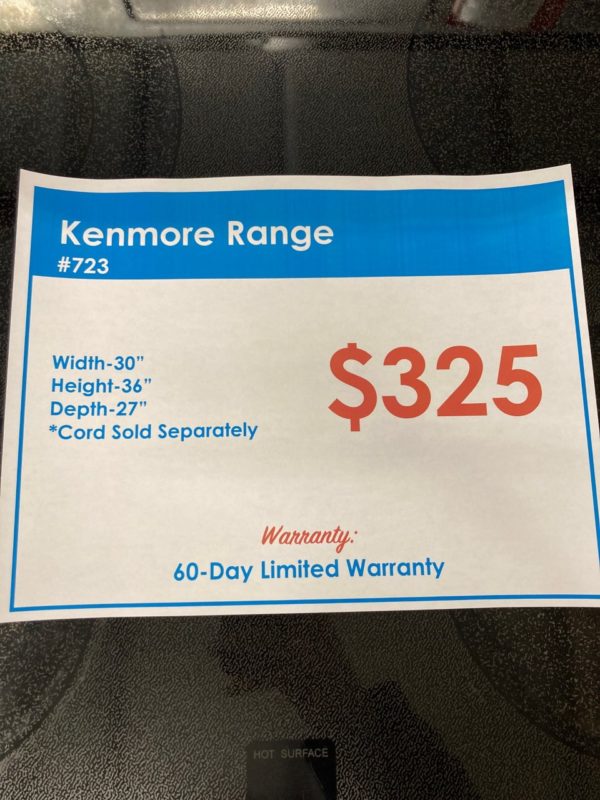 Kenmore Range
#723
Width-30”
Height-36”
Depth-27”
*Cord Sold Separately
$325
Warranty:
60-Day Limited Warranty
HOT SURFACE